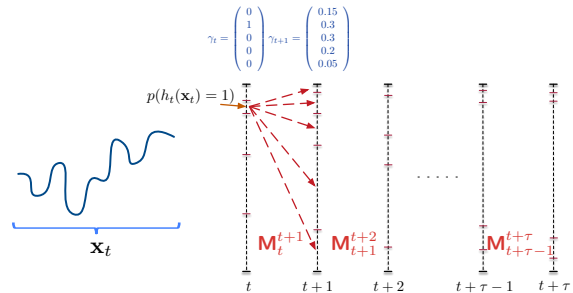 γ_t = ( 0 1 0 0 0 ) γ_{t+1} = ( 0.15 0.3 0.3 0.2 0.05 )
p(h_t(𝐱_t) = 1)
. . . . .
𝐌_t^{t+1} 𝐌_{t+1}^{t+2} 𝐌_{t+τ−1}^{t+τ}
𝐱_t
t t + 1 t + 2 t + τ − 1 t + τ